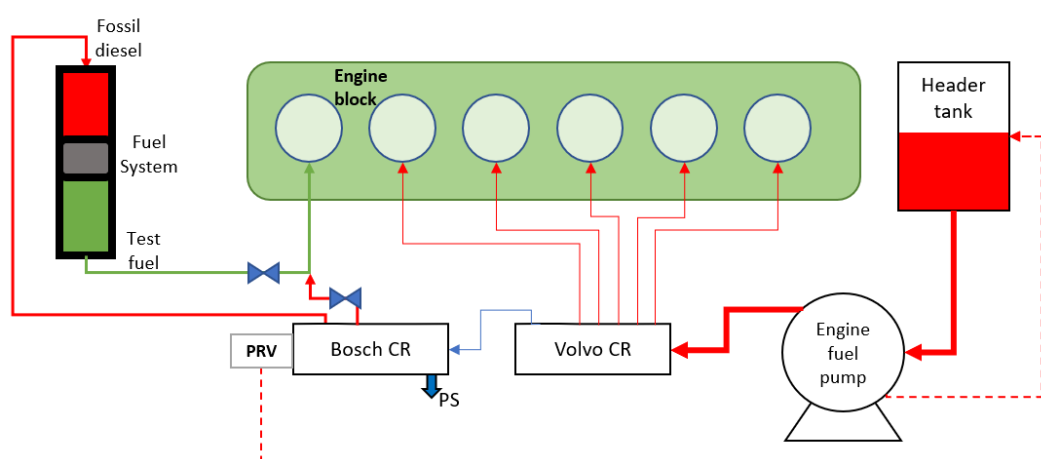 Fossil
diesel
Fuel
System
Test
fuel
Engine
block
Header
tank
Engine
fuel
pump
PRV
Bosch CR
Volvo CR
PS